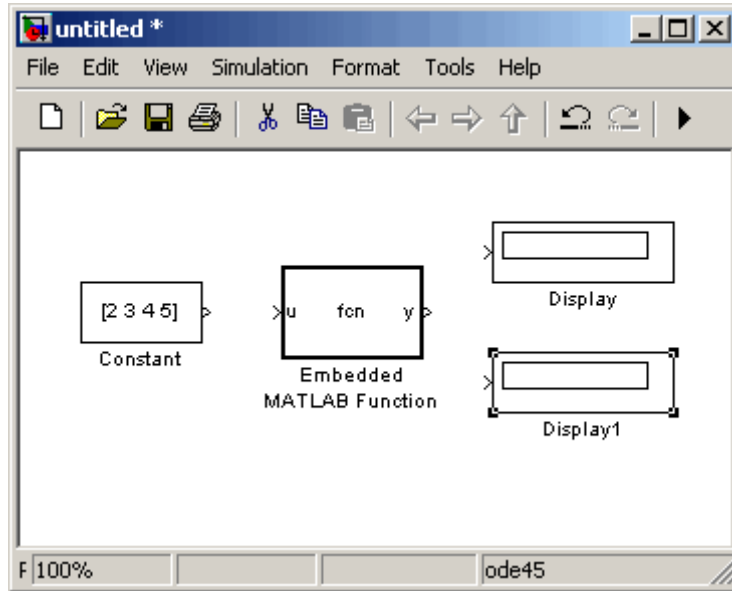 untitled *
File Edit View Simulation Format Tools Help
[2 3 4 5]
Constant
u fcn y
Embedded
MATLAB Function
Display
Display1
F 100% ode45